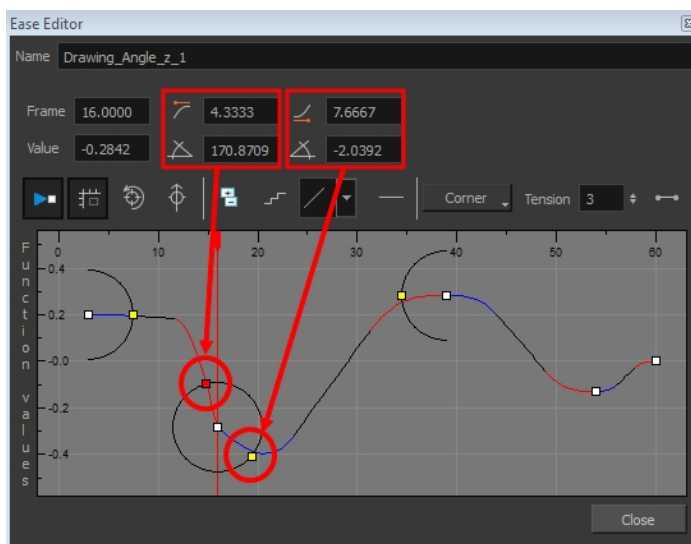 Ease Editor
Name Drawing_Angle_z_1
Frame 16.0000 4.3333 7.6667
Value -0.2842 170.8709 -2.0392
Corner Tension 3
0 10 20 30 40 50 60
Function values
-0.4
-0.2
-0.0
-0.2
-0.4
Close